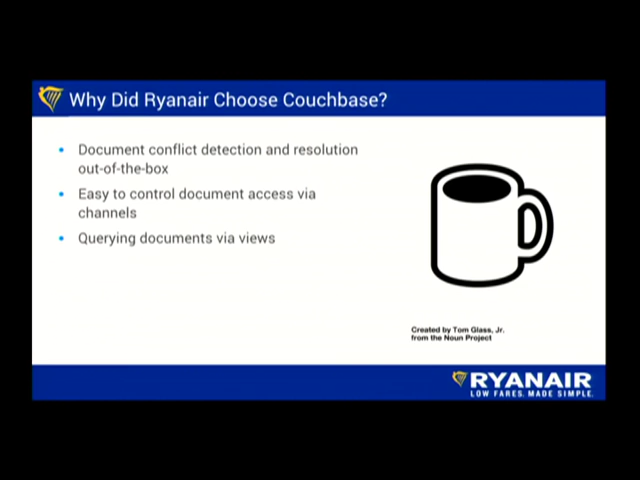 Why Did Ryanair Choose Couchbase?
• Document conflict detection and resolution
out-of-the-box
• Easy to control document access via
channels
• Querying documents via views
Created by Tom Glass, Jr.
from the Noun Project
RYANAIR
LOW FARES. MADE SIMPLE.